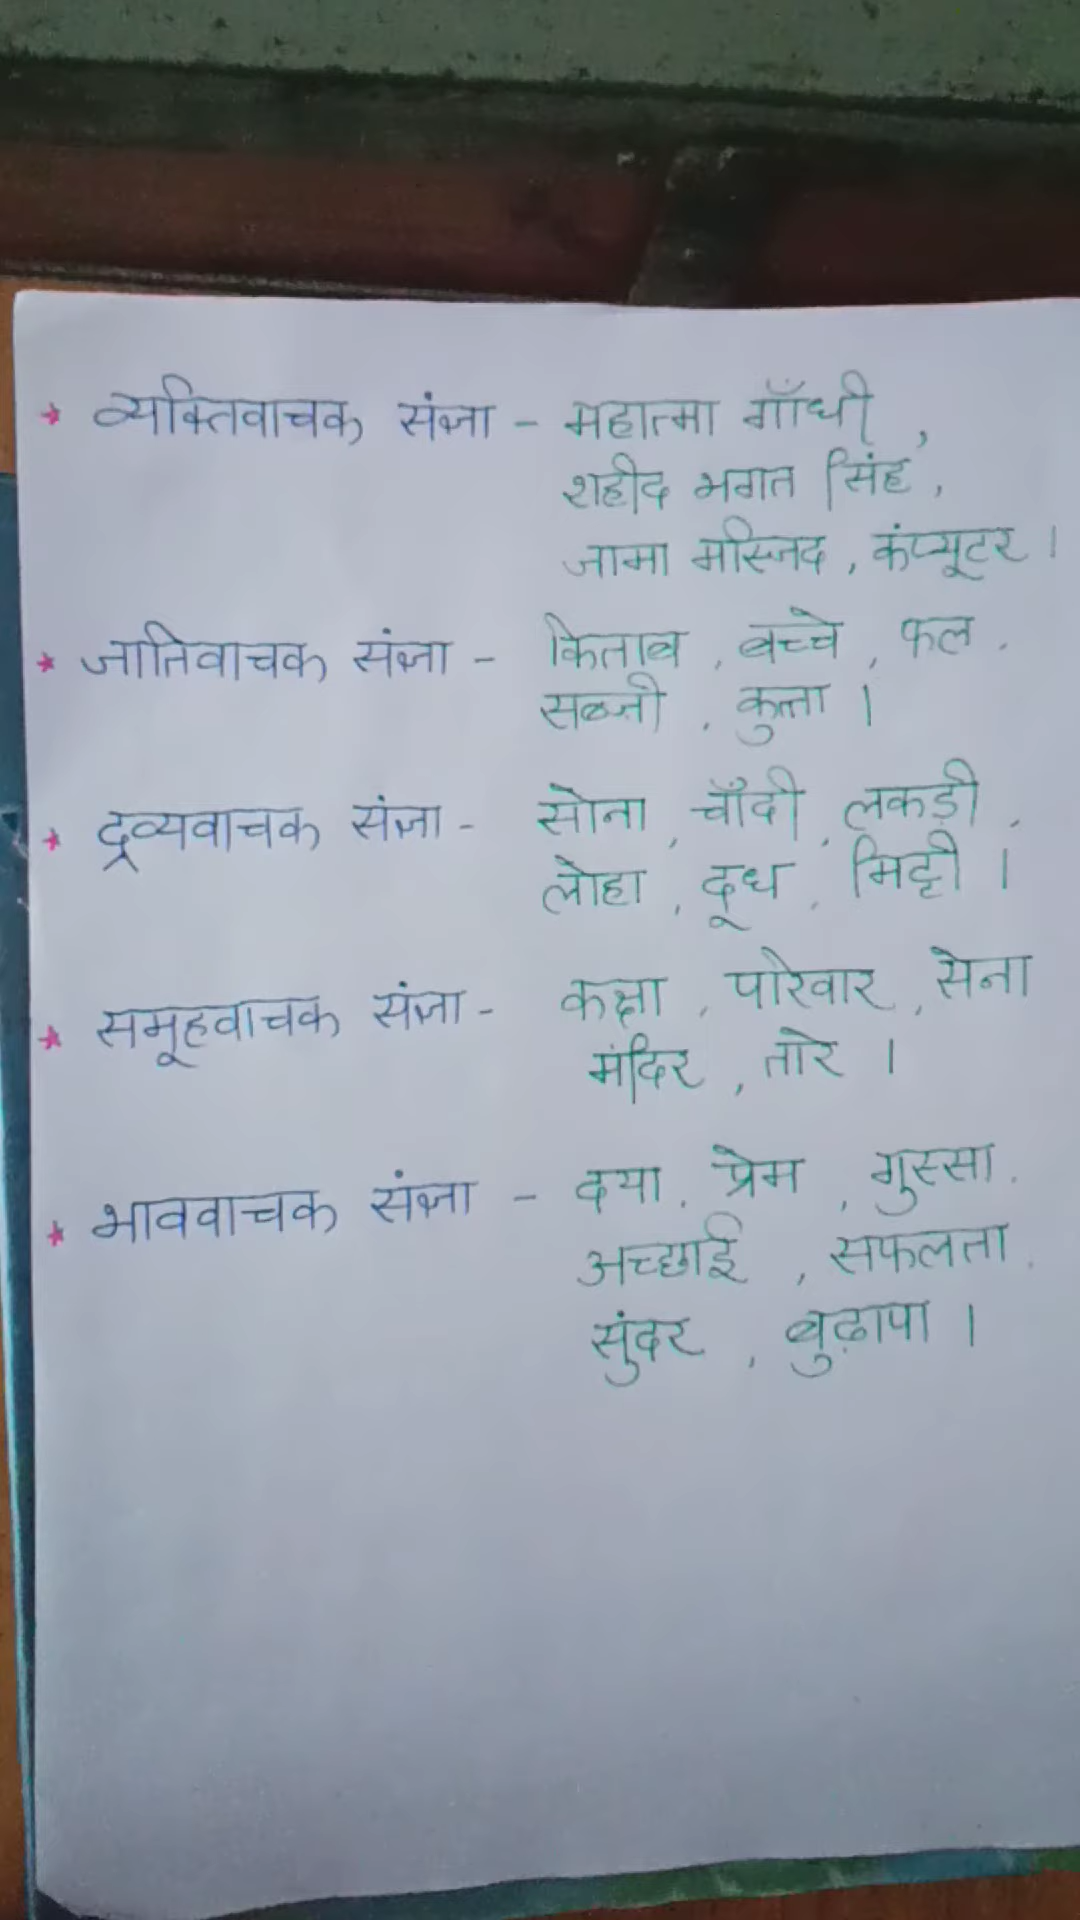 * व्यक्तिवाचक संज्ञा - महात्मा गाँधी,
शहीद भगत सिंह,
जामा मस्जिद, कंप्यूटर।
* जातिवाचक संज्ञा - किताब, बच्चे, फल,
सब्जी, कुत्ता।
* द्रव्यवाचक संज्ञा - सोना, चाँदी, लकड़ी,
लोहा, दूध, मिट्टी।
* समूहवाचक संज्ञा - कक्षा, परिवार, सेना
मंदिर, तारे।
* भाववाचक संज्ञा - दया, प्रेम, गुस्सा,
अच्छाई, सफलता,
सुंदर, बुढ़ापा।